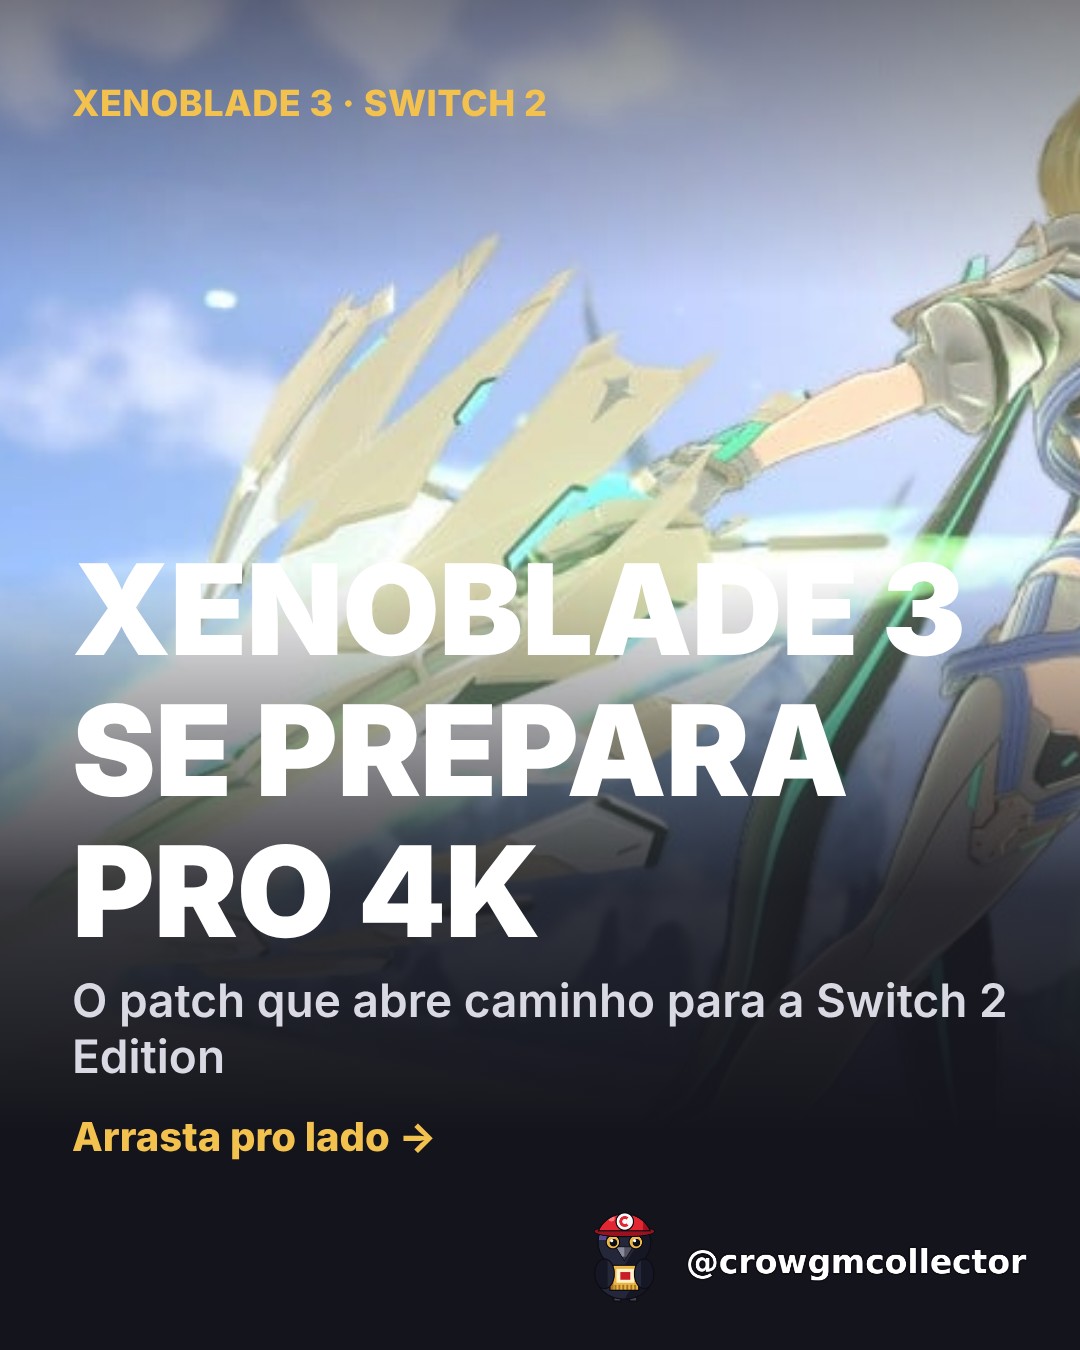 XENOBLADE 3 · SWITCH 2
XENOBLADE 3
SE PREPARA
PRO 4K
O patch que abre caminho para a Switch 2
Edition
Arrasta pro lado →
C
@crowgmcollector